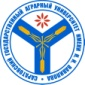 САРАТОВСКИЙ ГОСУДАРСТВЕННЫЙ АГРАРНЫЙ УНИВЕРСИТЕТ ИМЕНИ Н.И. ВАВИЛОВА